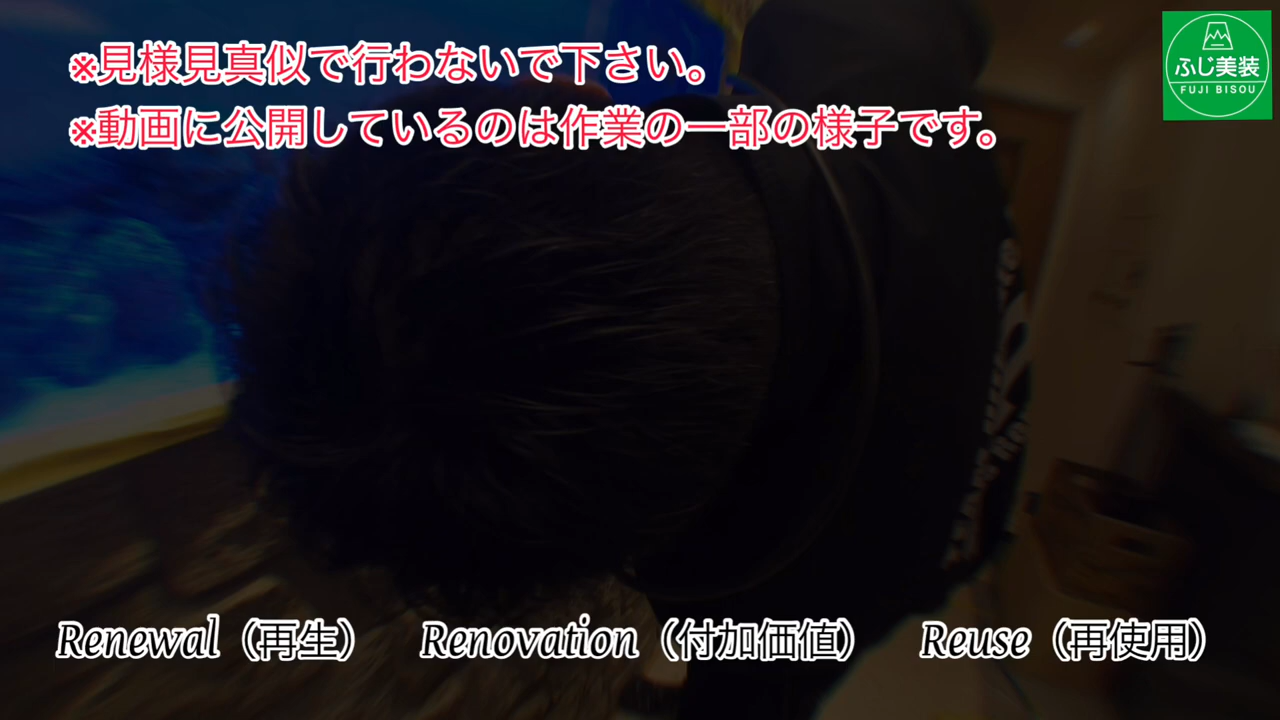 ※見様見真似で行わないで下さい。
※動画に公開しているのは作業の一部の様子です。
ふじ美装
FUJI BISOU
Renewal（再生） Renovation（付加価値） Reuse（再使用）